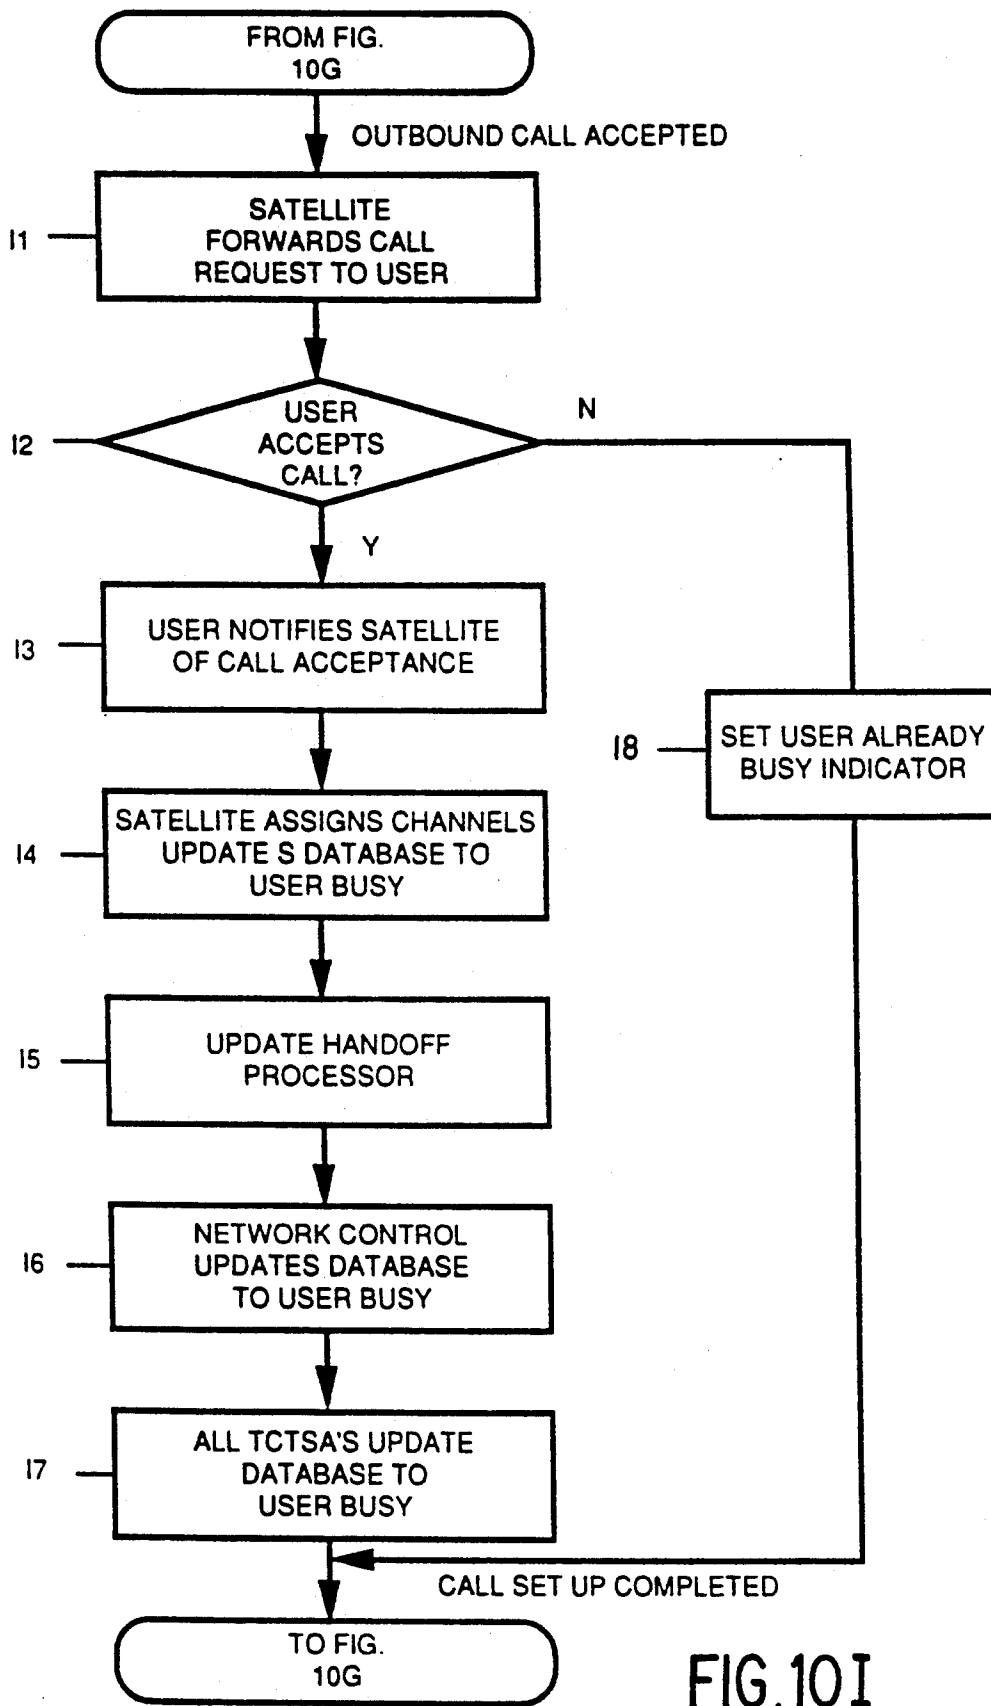 FROM FIG.
10G
OUTBOUND CALL ACCEPTED
I1
SATELLITE
FORWARDS CALL
REQUEST TO USER
I2
USER
ACCEPTS
CALL?
N
Y
I3
USER NOTIFIES SATELLITE
OF CALL ACCEPTANCE
I8
SET USER ALREADY
BUSY INDICATOR
I4
SATELLITE ASSIGNS CHANNELS
UPDATE S DATABASE TO
USER BUSY
I5
UPDATE HANDOFF
PROCESSOR
I6
NETWORK CONTROL
UPDATES DATABASE
TO USER BUSY
I7
ALL TCTSA'S UPDATE
DATABASE TO
USER BUSY
CALL SET UP COMPLETED
TO FIG.
10G
FIG.10I